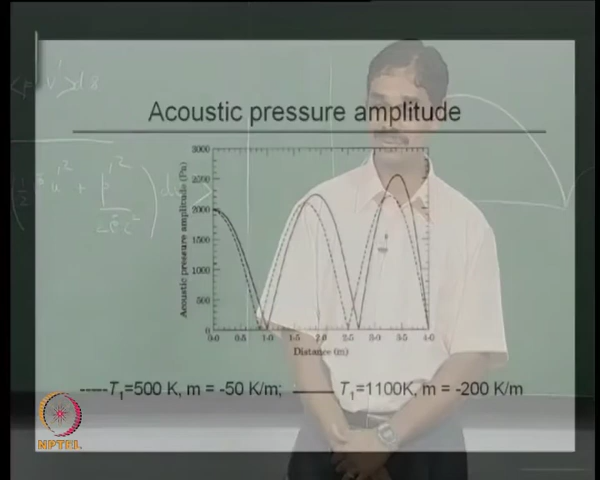 Acoustic pressure amplitude
3000
2500
2000
1500
1000
500
0
Acoustic pressure amplitude (Pa)
0.0 0.5 1.0 1.5 2.0 2.5 3.0 3.5 4.0
Distance (m)
-----T₁=500 K, m = -50 K/m; ——— T₁=1100K, m = -200 K/m
NPTEL